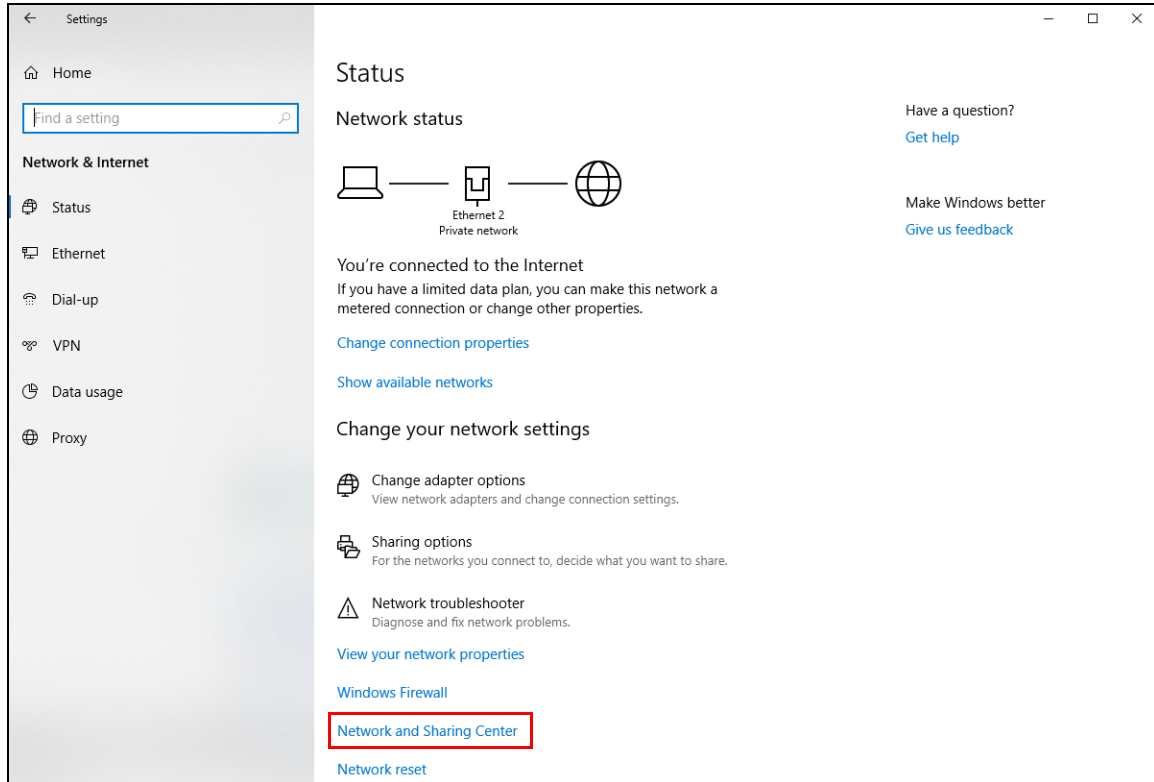 Settings
Home
Find a setting
Network & Internet
Status
Ethernet
Dial-up
VPN
Data usage
Proxy
Status
Network status
Ethernet 2
Private network
You're connected to the Internet
If you have a limited data plan, you can make this network a
metered connection or change other properties.
Change connection properties
Show available networks
Change your network settings
Change adapter options
View network adapters and change connection settings.
Sharing options
For the networks you connect to, decide what you want to share.
Network troubleshooter
Diagnose and fix network problems.
View your network properties
Windows Firewall
Network and Sharing Center
Network reset
Have a question?
Get help
Make Windows better
Give us feedback